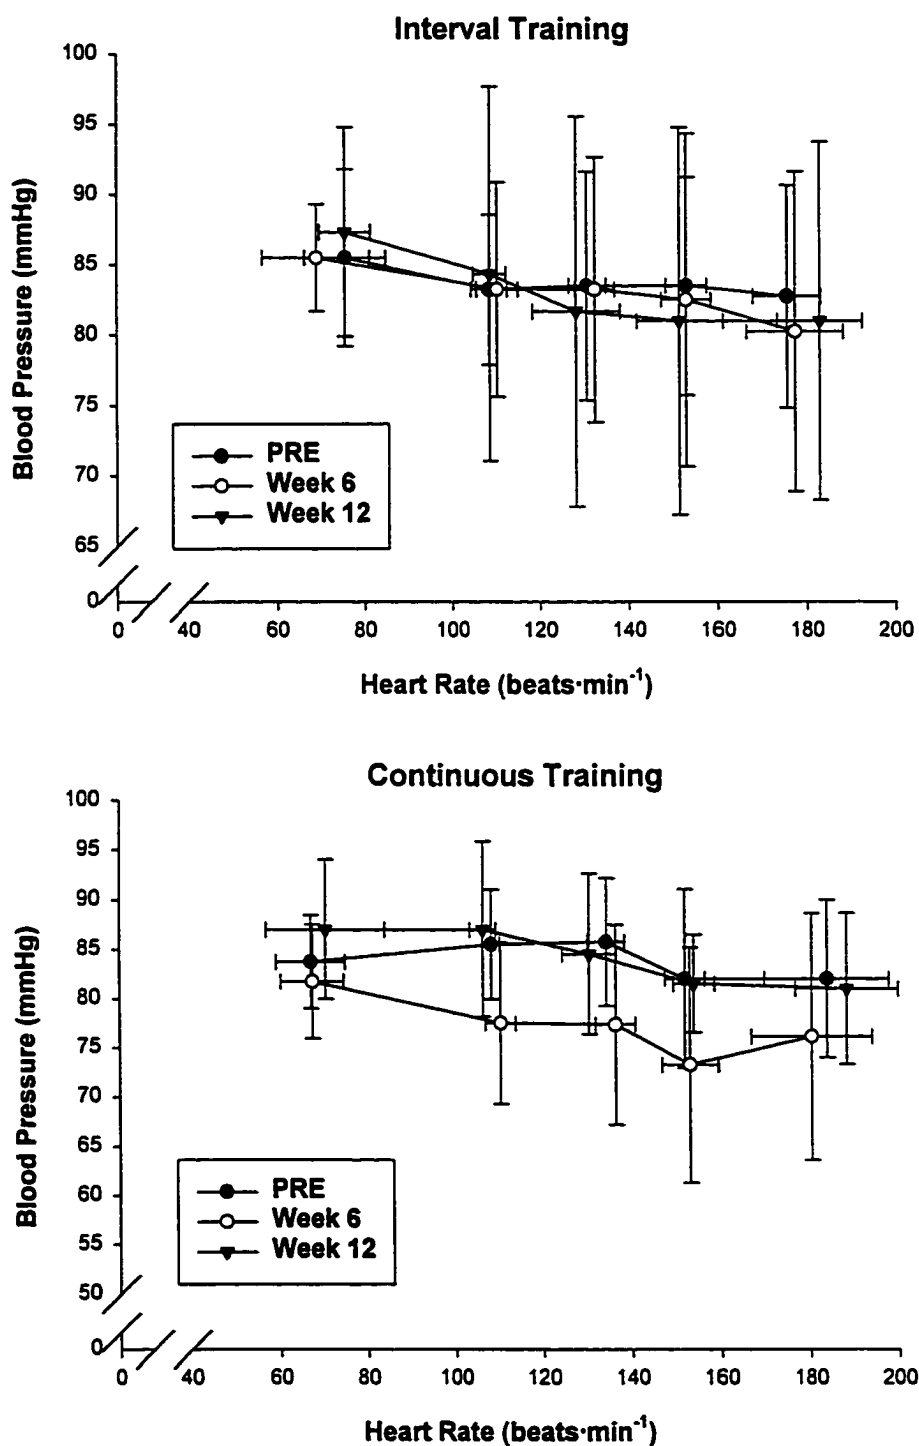 Interval Training
100
95
90
85
80
75
70
65
0
Blood Pressure (mmHg)
PRE
Week 6
Week 12
0 40 60 80 100 120 140 160 180 200
Heart Rate (beats·min⁻¹)
Continuous Training
100
95
90
85
80
75
70
65
60
55
50
0
Blood Pressure (mmHg)
PRE
Week 6
Week 12
0 40 60 80 100 120 140 160 180 200
Heart Rate (beats·min⁻¹)